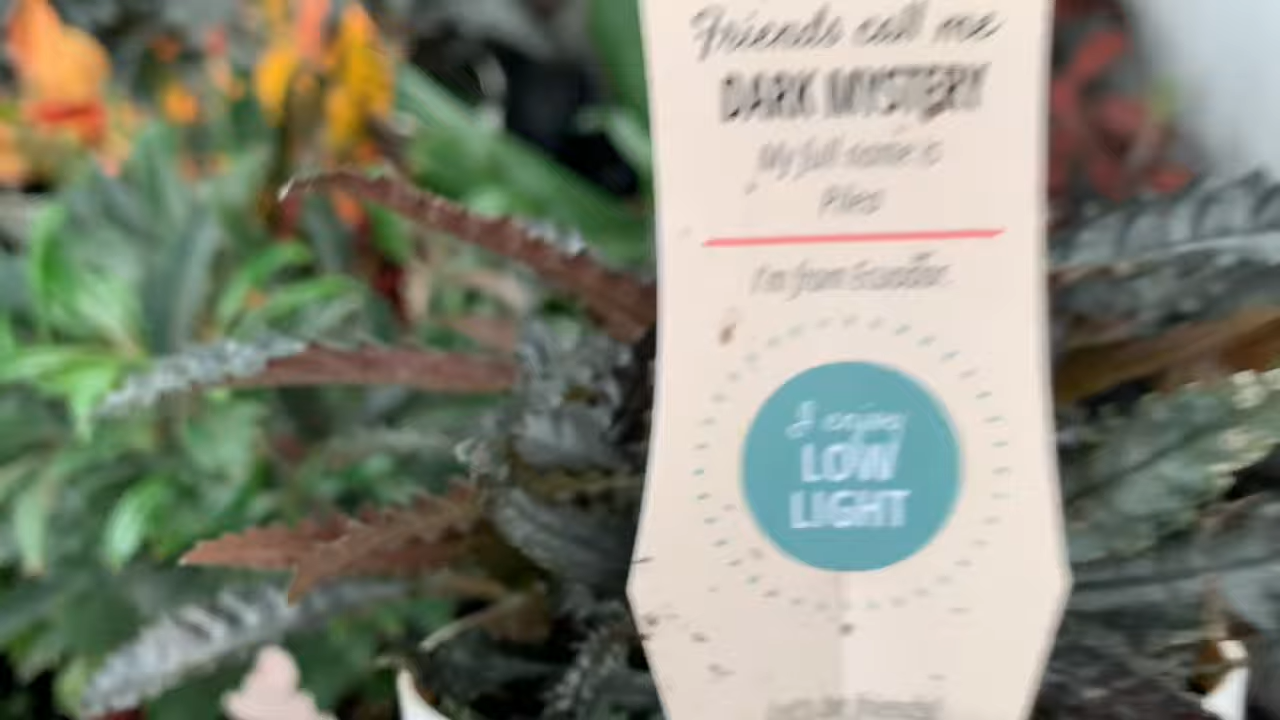 Friends call me
DARK MYSTERY
My full name is
Pilea
I'm from Ecuador.
I enjoy
LOW
LIGHT